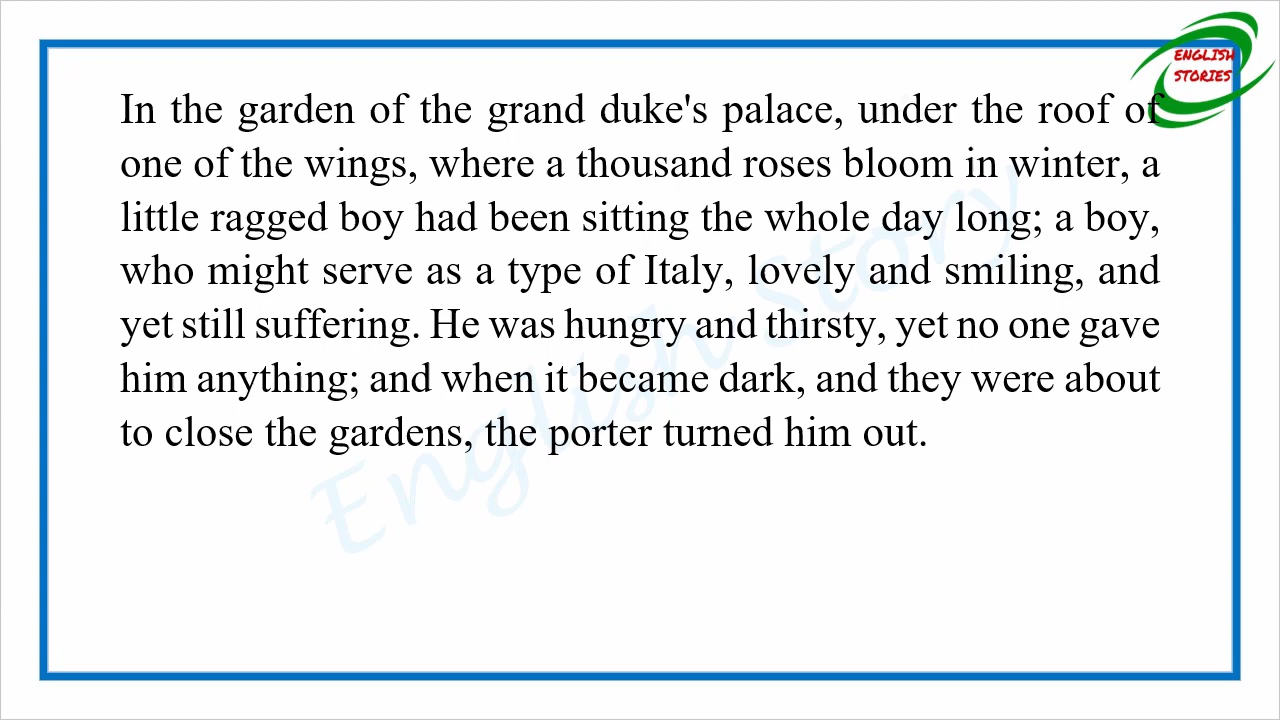 ENGLISH
STORIES
In the garden of the grand duke's palace, under the roof of
one of the wings, where a thousand roses bloom in winter, a
little ragged boy had been sitting the whole day long; a boy,
who might serve as a type of Italy, lovely and smiling, and
yet still suffering. He was hungry and thirsty, yet no one gave
him anything; and when it became dark, and they were about
to close the gardens, the porter turned him out.
English Story